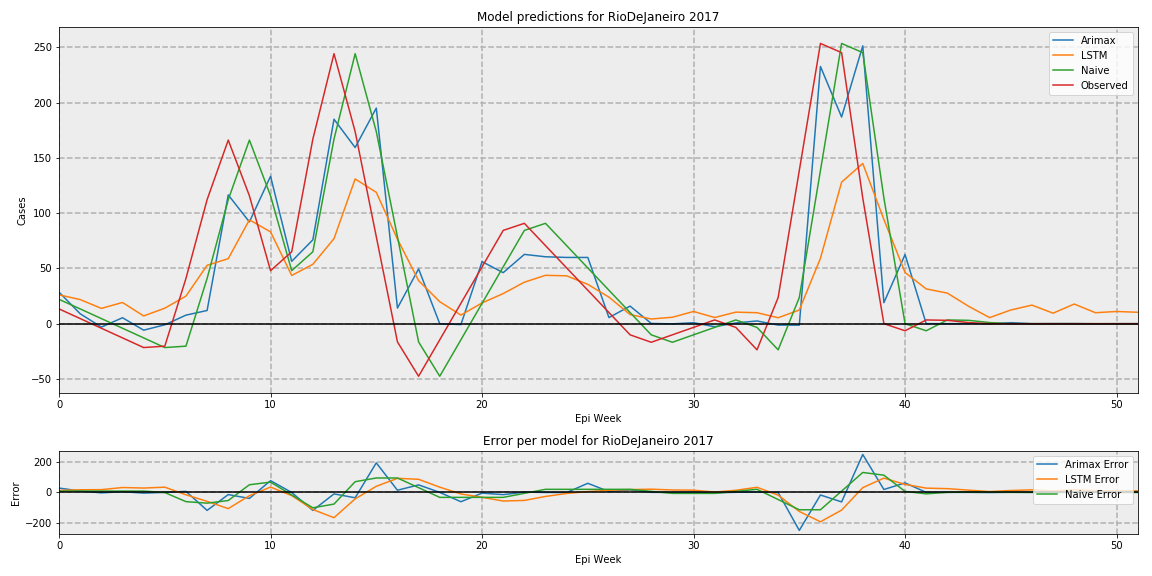 Model predictions for RioDeJaneiro 2017
250
200
150
100
50
0
−50
Cases
Arimax
LSTM
Naive
Observed
0 10 20 30 40 50
Epi Week
Error per model for RioDeJaneiro 2017
200
0
−200
Error
Arimax Error
LSTM Error
Naive Error
0 10 20 30 40 50
Epi Week